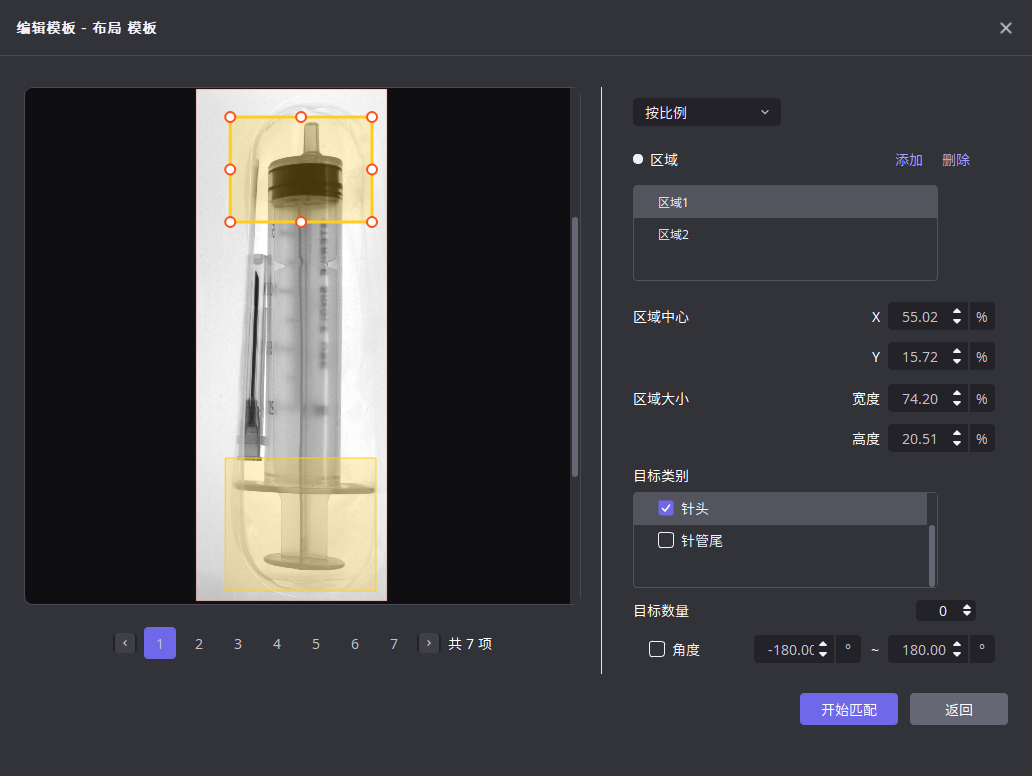 编辑模板 - 布局 模板
按比例
区域
添加
删除
区域1
区域2
区域中心
X
55.02
%
Y
15.72
%
区域大小
宽度
74.20
%
高度
20.51
%
目标类别
针头
针管尾
目标数量
0
角度
-180.00
°
~
180.00
°
1
2
3
4
5
6
7
共 7 项
开始匹配
返回